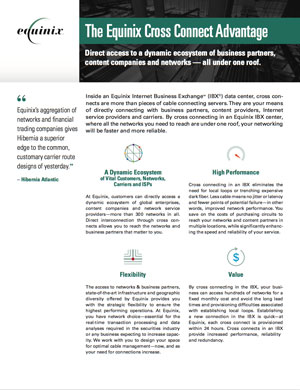 EQUINIX
The Equinix Cross Connect Advantage
Direct access to a dynamic ecosystem of business partners,
content companies and networks — all under one roof.
“
Equinix's aggregation of
networks and financial
trading companies gives
Hibernia a superior
edge to the common,
customary carrier route
designs of yesterday.”
– Hibernia Atlantic
Inside an Equinix Internet Business Exchange™ (IBX®) data center, cross con-
nects are more than pieces of cable connecting servers. They are your means
of directly connecting with business partners, content providers, Internet
service providers and carriers. By cross connecting in an Equinix IBX center,
where all the networks you need to reach are under one roof, your networking
will be faster and more reliable.
A Dynamic Ecosystem
of Vital Customers, Networks,
Carriers and ISPs
At Equinix, customers can directly access a
dynamic ecosystem of global enterprises,
content companies and network service
providers—more than 300 networks in all.
Direct interconnection through cross con-
nects allows you to reach the networks and
business partners that matter to you.
High Performance
Cross connecting in an IBX eliminates the
need for local loops or trenching expensive
dark fiber. Less cable means no jitter or latency
and fewer points of potential failure—in other
words, improved network performance. You
save on the costs of purchasing circuits to
reach your networks and content partners in
multiple locations, while significantly enhanc-
ing the speed and reliability of your service.
Flexibility
The access to networks & business partners,
state-of-the-art infrastructure and geographic
diversity offered by Equinix provides you
with the strategic flexibility to ensure the
highest performing operations. At Equinix,
you have network choice—essential for the
real-time transaction processing and data
analyses required in the securities industry
or any business expecting to increase capac-
ity. We work with you to design your space
for optimal cable management—now, and as
your need for connections increase.
$
Value
By cross connecting in the IBX, your busi-
ness can access hundreds of networks for a
fixed monthly cost and avoid the long lead
times and provisioning difficulties associated
with establishing local loops. Establishing
a new connection in the IBX is quick—at
Equinix, each cross connect is provisioned
within 24 hours. Cross connects in an IBX
provide increased performance, reliability
and redundancy.